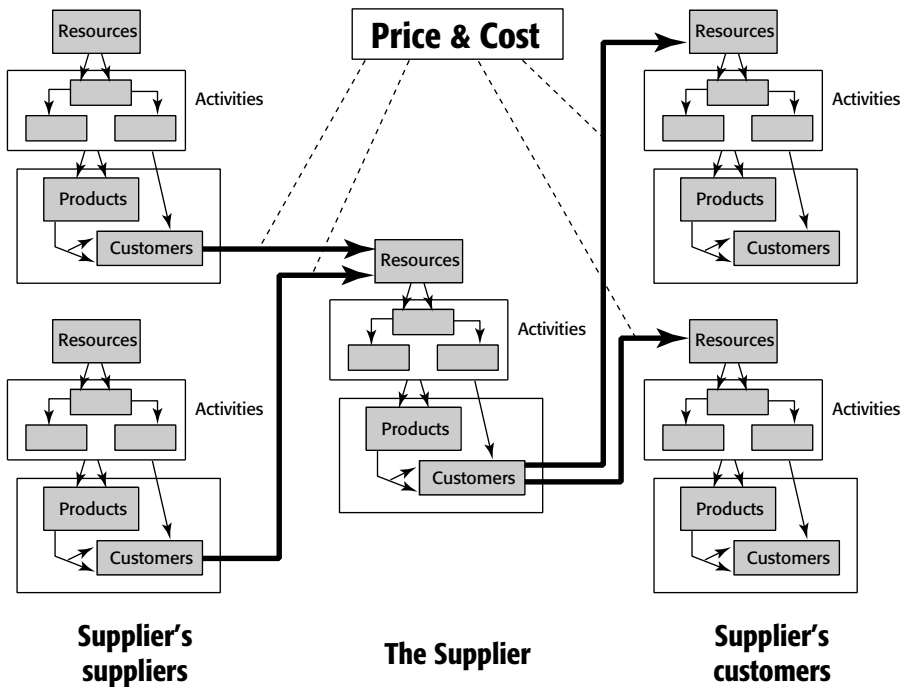 Price & Cost
Resources
Activities
Products
Customers
Resources
Activities
Products
Customers
Supplier's
suppliers
Resources
Activities
Products
Customers
The Supplier
Resources
Activities
Products
Customers
Resources
Activities
Products
Customers
Supplier's
customers